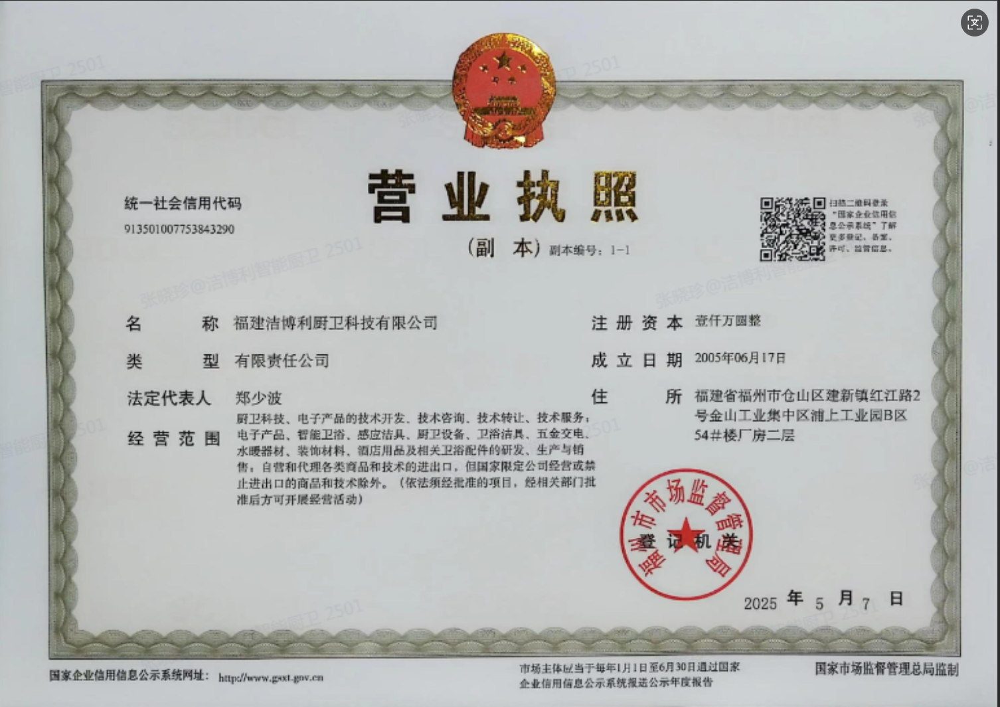 营业执照
(副 本) 副本编号：1-1
统一社会信用代码
913501007753843290
扫描二维码登录
“国家企业信用信
息公示系统”了解
更多登记、备案、
许可、监管信息。
名 称 福建洁博利厨卫科技有限公司
类 型 有限责任公司
法定代表人 郑少波
经营范围
厨卫科技、电子产品的技术开发、技术咨询、技术转让、技术服务；
电子产品、智能卫浴、感应洁具、厨卫设备、卫浴洁具、五金交电、
水暖器材、装饰材料、酒店用品及相关卫浴配件的研发、生产与销
售；自营和代理各类商品和技术的进出口，但国家限定公司经营或禁
止进出口的商品和技术除外。（依法须经批准的项目，经相关部门批
准后方可开展经营活动）
注册资本 壹仟万圆整
成立日期 2005年06月17日
住 所 福建省福州市仓山区建新镇红江路2
号金山工业集中区浦上工业园B区
54#楼厂房二层
福州市市场监督管理局
登记机关
2025 年 5 月 7 日
国家企业信用信息公示系统网址： http://www.gsxt.gov.cn
市场主体应当于每年1月1日至6月30日通过国家
企业信用信息公示系统报送公示年度报告
国家市场监督管理总局监制
张晓珍@洁博利智能厨卫 2501
张晓珍@洁博利智能厨卫 2501